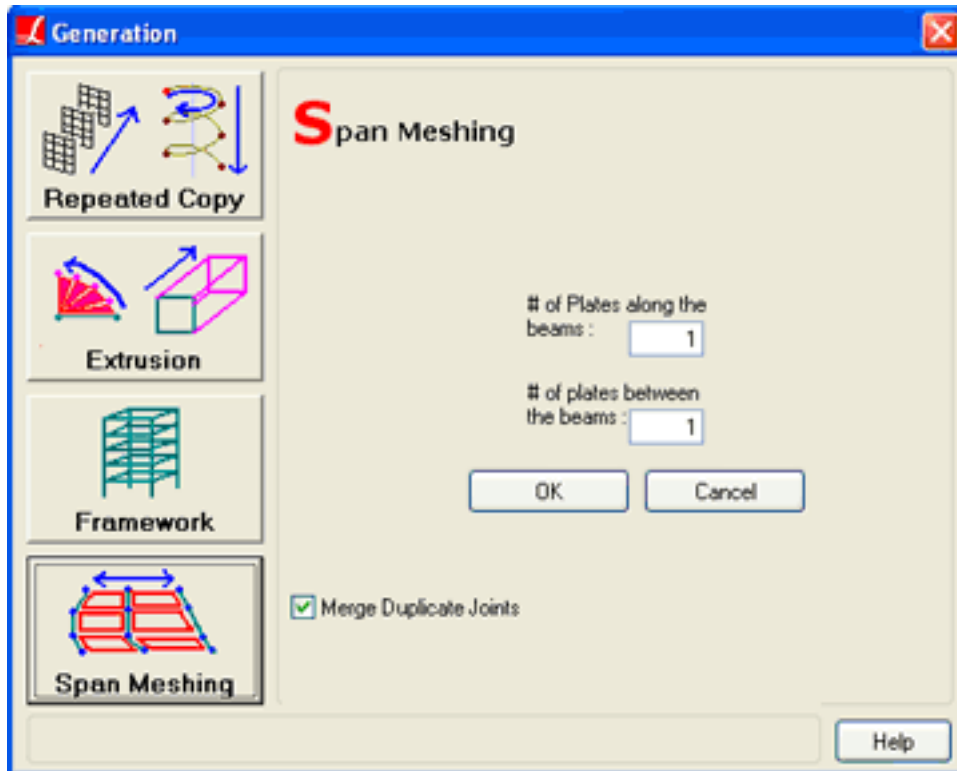 Generation
Repeated Copy
Extrusion
Framework
Span Meshing
Span Meshing
# of Plates along the
beams :
1
# of plates between
the beams :
1
OK
Cancel
Merge Duplicate Joints
Help